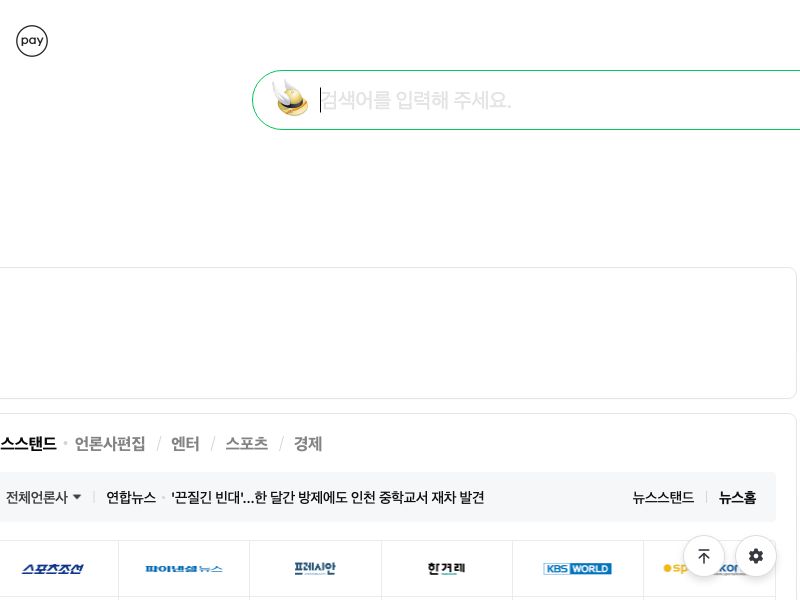 pay
검색어를 입력해 주세요.
스스탠드 · 언론사편집 / 엔터 / 스포츠 / 경제
전체언론사 연합뉴스 · '끈질긴 빈대'...한 달간 방제에도 인천 중학교서 재차 발견 뉴스스탠드 뉴스홈
스포츠조선 파이낸셜뉴스 프레시안 한겨레 KBS WORLD